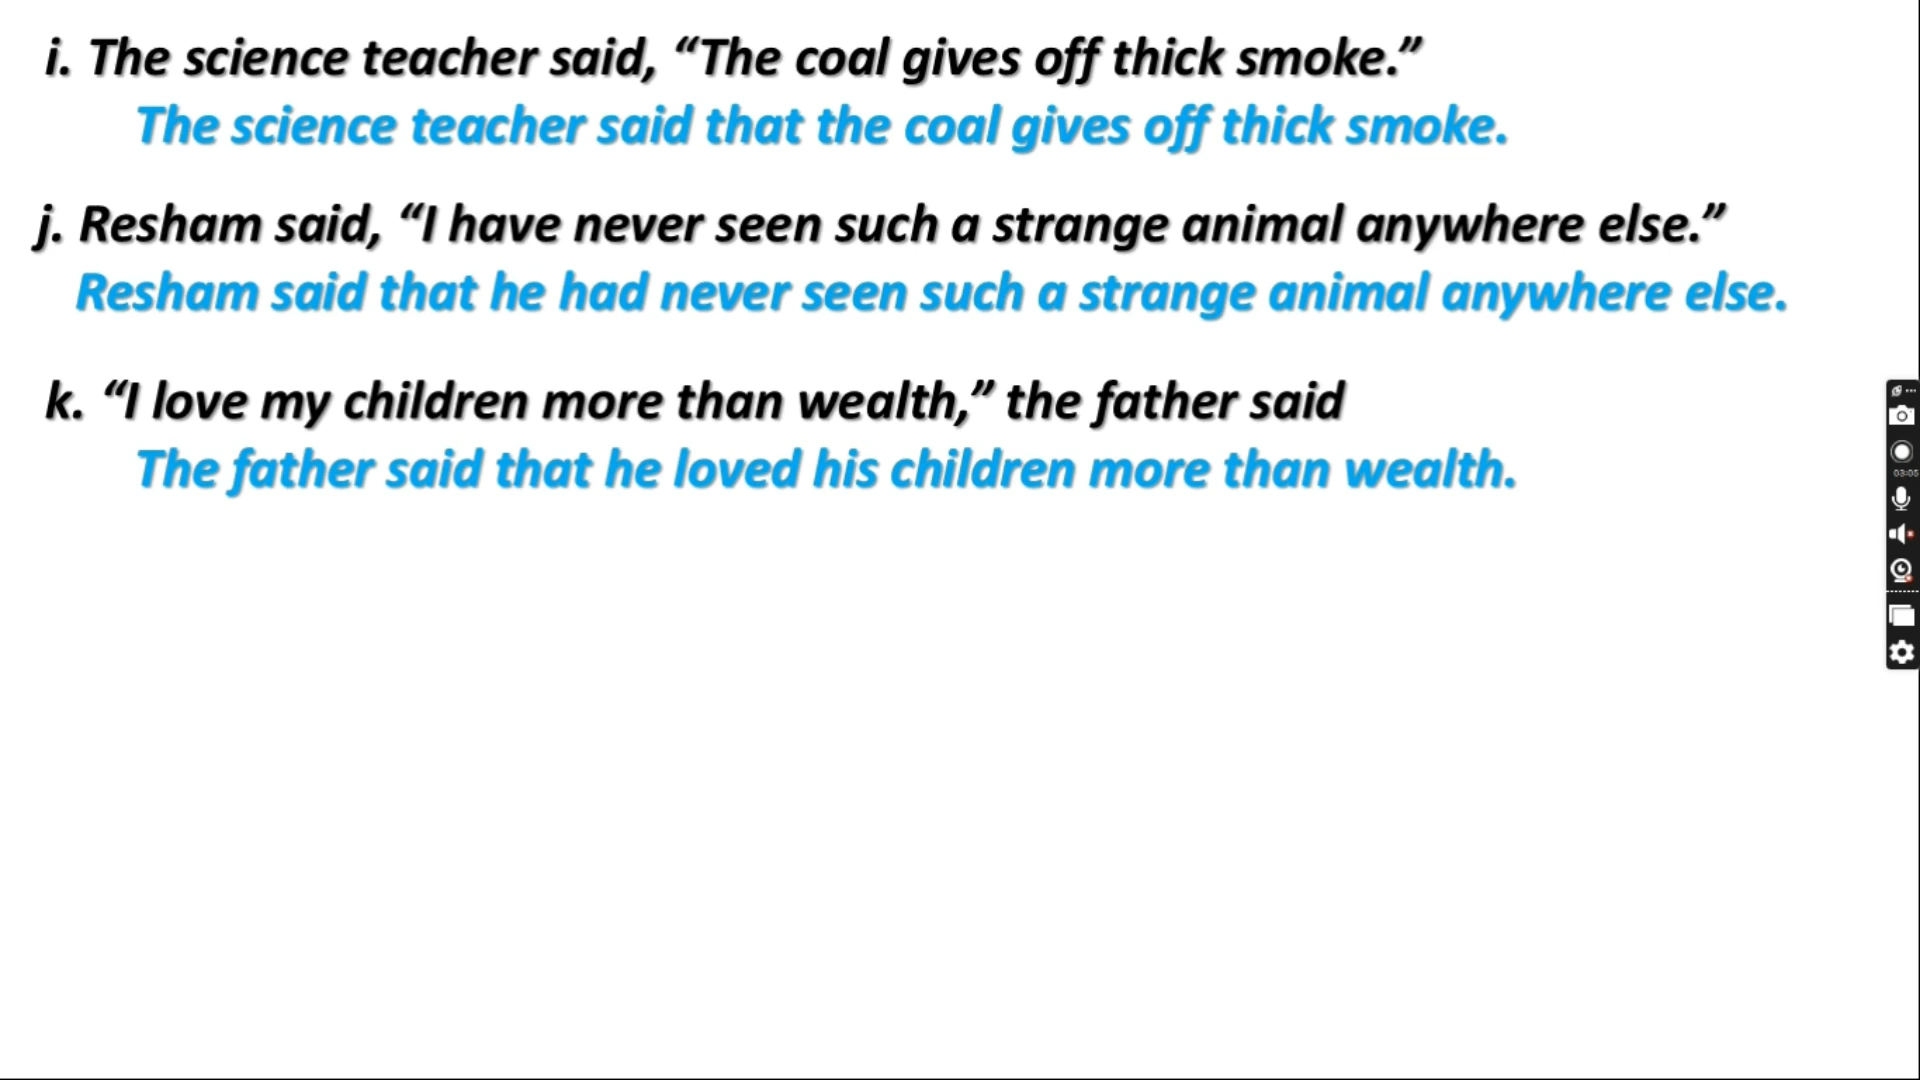 i. The science teacher said, “The coal gives off thick smoke.”
The science teacher said that the coal gives off thick smoke.
j. Resham said, “I have never seen such a strange animal anywhere else.”
Resham said that he had never seen such a strange animal anywhere else.
k. “I love my children more than wealth,” the father said
The father said that he loved his children more than wealth.
03:05